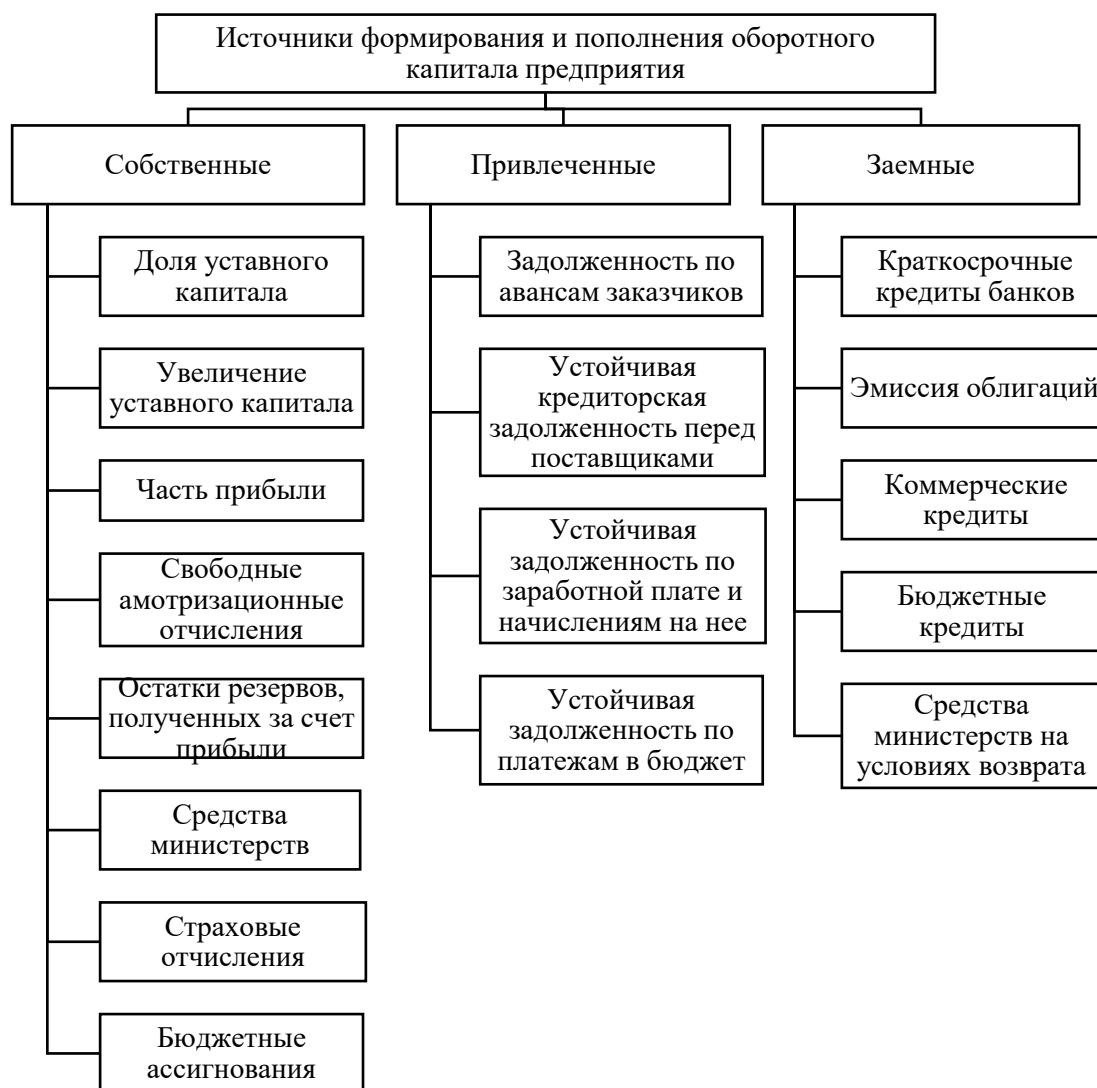 Источники формирования и пополнения оборотного
капитала предприятия
Собственные
Доля уставного
капитала
Увеличение
уставного капитала
Часть прибыли
Свободные
амотризационные
отчисления
Остатки резервов,
полученных за счет
прибыли
Средства
министерств
Страховые
отчисления
Бюджетные
ассигнования
Привлеченные
Задолженность по
авансам заказчиков
Устойчивая
кредиторская
задолженность перед
поставщиками
Устойчивая
задолженность по
заработной плате и
начислениям на нее
Устойчивая
задолженность по
платежам в бюджет
Заемные
Краткосрочные
кредиты банков
Эмиссия облигаций
Коммерческие
кредиты
Бюджетные
кредиты
Средства
министерств на
условиях возврата